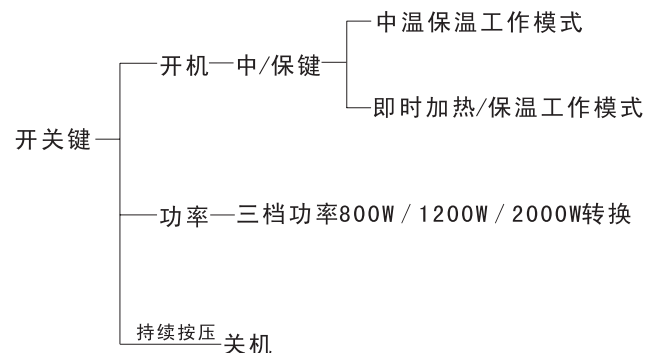 中温保温工作模式
开机—中/保键
即时加热/保温工作模式
开关键
功率—三档功率800W/1200W/2000W转换
持续按压
关机